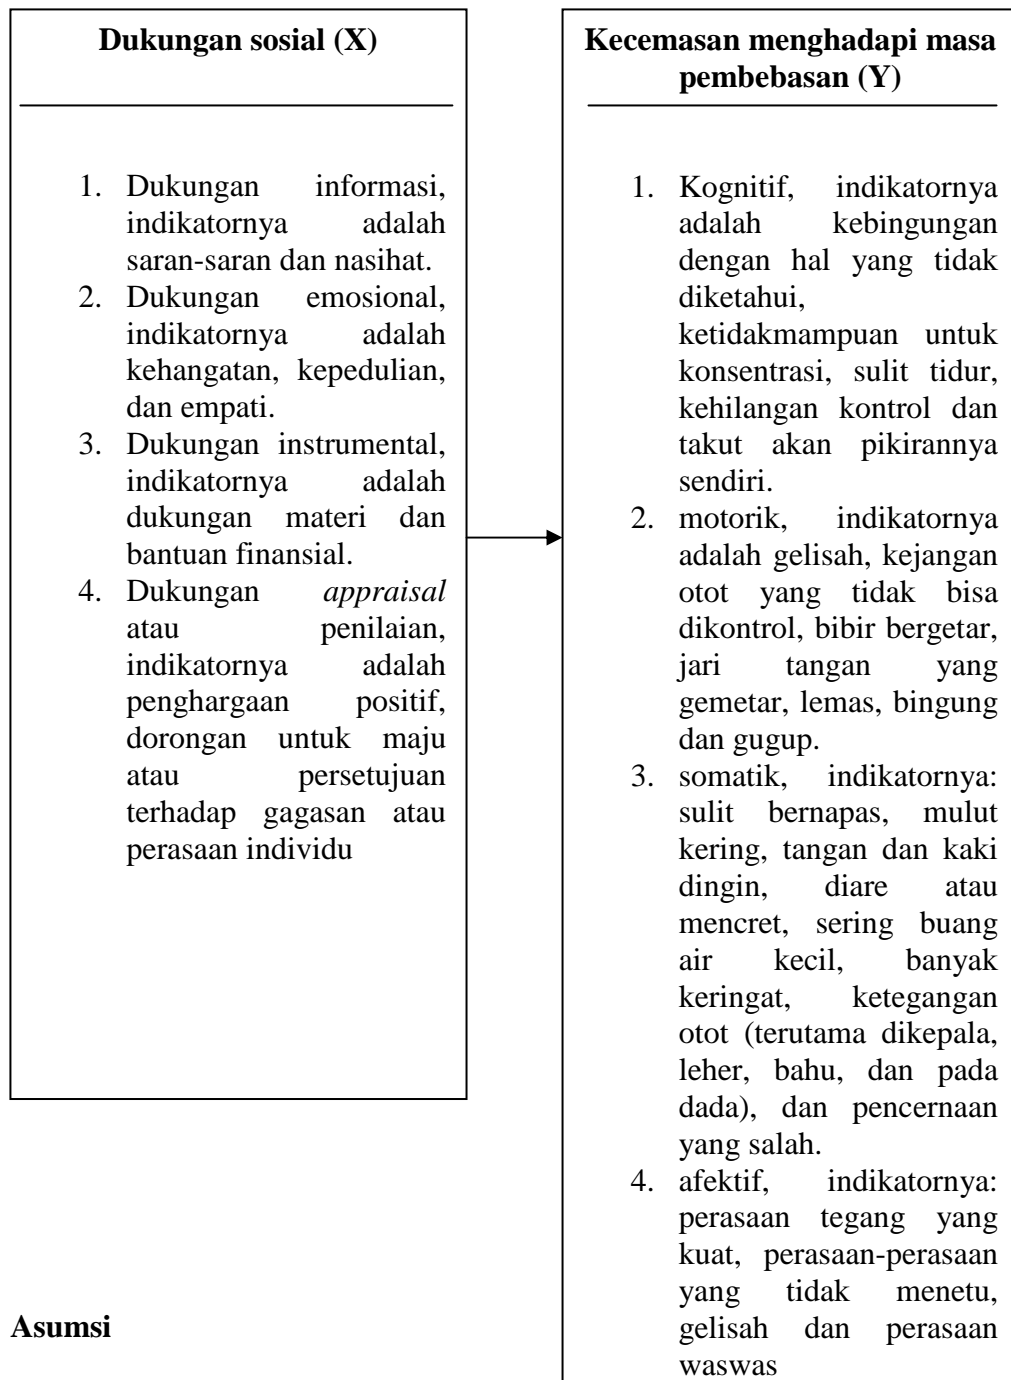 Dukungan sosial (X)
1. Dukungan informasi,
indikatornya adalah
saran-saran dan nasihat.
2. Dukungan emosional,
indikatornya adalah
kehangatan, kepedulian,
dan empati.
3. Dukungan instrumental,
indikatornya adalah
dukungan materi dan
bantuan finansial.
4. Dukungan appraisal
atau penilaian,
indikatornya adalah
penghargaan positif,
dorongan untuk maju
atau persetujuan
terhadap gagasan atau
perasaan individu
Kecemasan menghadapi masa
pembebasan (Y)
1. Kognitif, indikatornya
adalah kebingungan
dengan hal yang tidak
diketahui,
ketidakmampuan untuk
konsentrasi, sulit tidur,
kehilangan kontrol dan
takut akan pikirannya
sendiri.
2. motorik, indikatornya
adalah gelisah, kejangan
otot yang tidak bisa
dikontrol, bibir bergetar,
jari tangan yang
gemetar, lemas, bingung
dan gugup.
3. somatik, indikatornya:
sulit bernapas, mulut
kering, tangan dan kaki
dingin, diare atau
mencret, sering buang
air kecil, banyak
keringat, ketegangan
otot (terutama dikepala,
leher, bahu, dan pada
dada), dan pencernaan
yang salah.
4. afektif, indikatornya:
perasaan tegang yang
kuat, perasaan-perasaan
yang tidak menetu,
gelisah dan perasaan
waswas
Asumsi